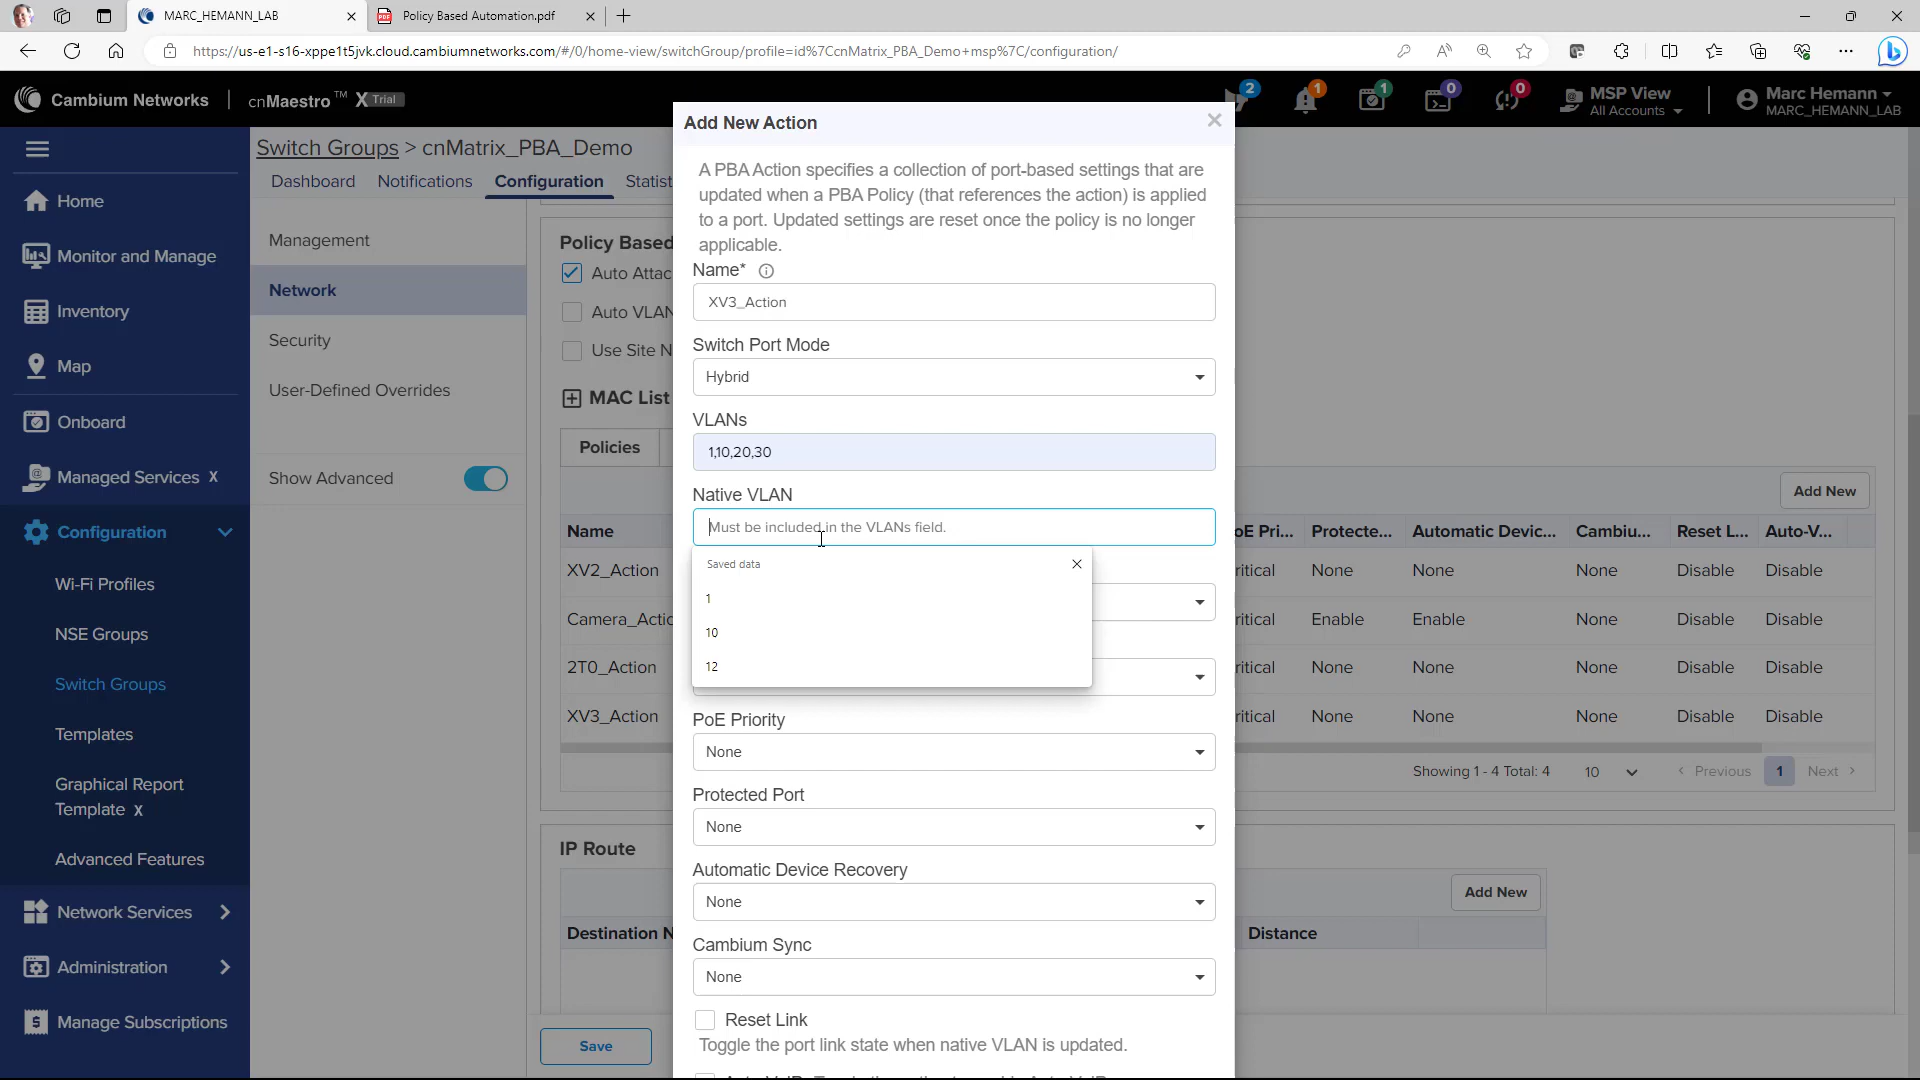 MARC_HEMANN_LAB
Policy Based Automation.pdf
https://us-e1-s16-xppe1t5jvk.cloud.cambiumnetworks.com/#/0/home-view/switchGroup/profile=id%7CcnMatrix_PBA_Demo+msp%7C/configuration/
Cambium Networks | cnMaestro™ X Trial
2
1
1
0
0
MSP View
All Accounts
Marc Hemann
MARC_HEMANN_LAB
Home
Monitor and Manage
Inventory
Map
Onboard
Managed Services X
Configuration
Wi-Fi Profiles
NSE Groups
Switch Groups
Templates
Graphical Report
Template X
Advanced Features
Network Services
Administration
Manage Subscriptions
Switch Groups > cnMatrix_PBA_Demo
Dashboard Notifications Configuration Statist
Management
Network
Security
User-Defined Overrides
Show Advanced
Policy Based
Auto Attac
Auto VLAN
Use Site N
MAC List
Policies
Name
XV2_Action
Camera_Actio
2T0_Action
XV3_Action
IP Route
Destination N
Save
Add New Action
A PBA Action specifies a collection of port-based settings that are
updated when a PBA Policy (that references the action) is applied
to a port. Updated settings are reset once the policy is no longer
applicable.
Name*
XV3_Action
Switch Port Mode
Hybrid
VLANs
1,10,20,30
Native VLAN
Must be included in the VLANs field.
Saved data
1
10
12
PoE Priority
None
Protected Port
None
Automatic Device Recovery
None
Cambium Sync
None
Reset Link
Toggle the port link state when native VLAN is updated.
Add New
oE Pri... Protecte... Automatic Devic... Cambiu... Reset L... Auto-V...
ritical None None None Disable Disable
ritical Enable Enable None Disable Disable
ritical None None None Disable Disable
ritical None None None Disable Disable
Showing 1 - 4 Total: 4 10 Previous 1 Next
Add New
Distance